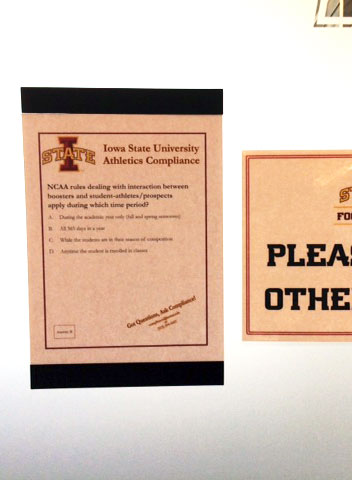 STATE
Iowa State University
Athletics Compliance
NCAA rules dealing with interaction between
boosters and student-athletes/prospects
apply during which time period?
A. During the academic year only (fall and spring semesters)
B. All 365 days in a year
C. While the students are in their season of competition
D. Anytime the student is enrolled in classes
Got Questions, Ask Compliance!
ST
FO
PLEAS
OTHE